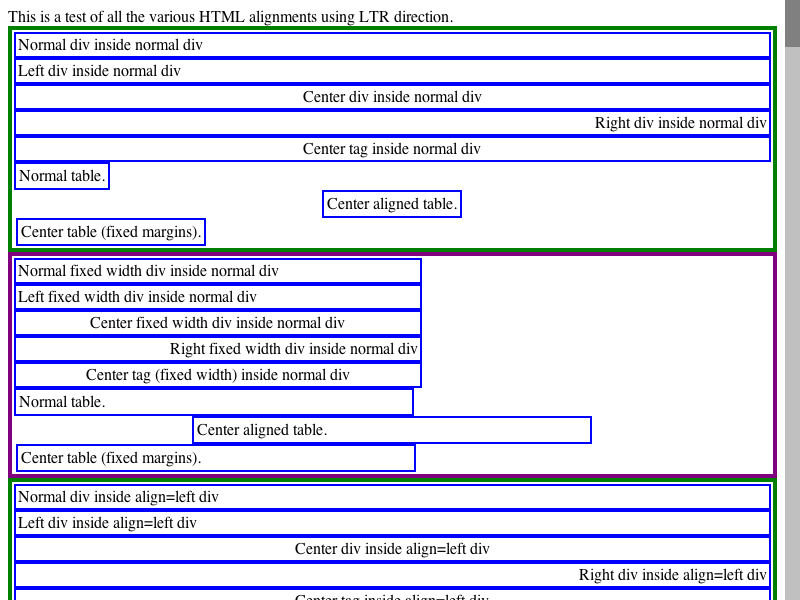 This is a test of all the various HTML alignments using LTR direction.
Normal div inside normal div
Left div inside normal div
Center div inside normal div
Right div inside normal div
Center tag inside normal div
Normal table.
Center aligned table.
Center table (fixed margins).
Normal fixed width div inside normal div
Left fixed width div inside normal div
Center fixed width div inside normal div
Right fixed width div inside normal div
Center tag (fixed width) inside normal div
Normal table.
Center aligned table.
Center table (fixed margins).
Normal div inside align=left div
Left div inside align=left div
Center div inside align=left div
Right div inside align=left div
Center tag inside align=left div